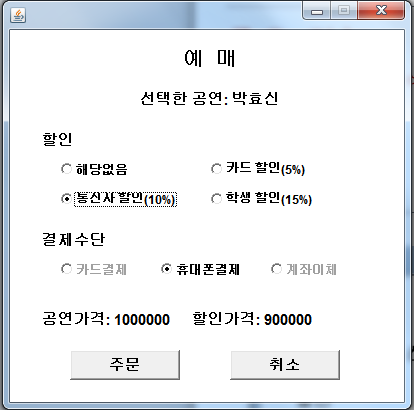 예 매
선택한 공연: 박효신
할인
해당없음 카드 할인(5%)
통신사 할인(10%) 학생 할인(15%)
결제수단
카드결제 휴대폰결제 계좌이체
공연가격: 1000000 할인가격: 900000
주문 취소